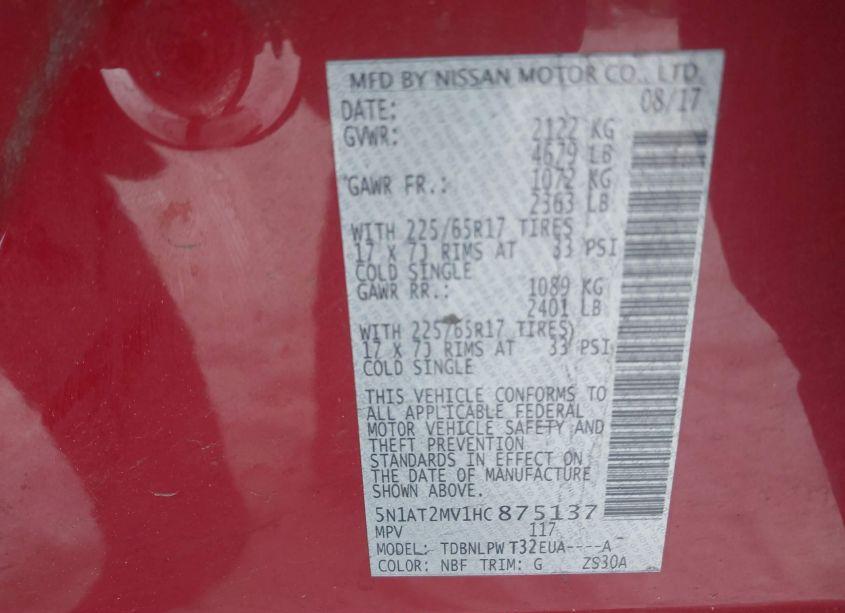 MFD BY NISSAN MOTOR CO., LTD.
DATE: 08/17
GVWR: 2122 KG
4679 LB
GAWR FR.: 1072 KG
2363 LB
WITH 225/65R17 TIRES
17 X 7J RIMS AT 33 PSI
COLD SINGLE
GAWR RR.: 1089 KG
2401 LB
WITH 225/65R17 TIRES
17 X 7J RIMS AT 33 PSI
COLD SINGLE
THIS VEHICLE CONFORMS TO
ALL APPLICABLE FEDERAL
MOTOR VEHICLE SAFETY AND
THEFT PREVENTION
STANDARDS IN EFFECT ON
THE DATE OF MANUFACTURE
SHOWN ABOVE.
5N1AT2MV1HC875137
MPV 117
MODEL: TDBNLPW T32EUA----A-
COLOR: NBF TRIM: G ZS30A